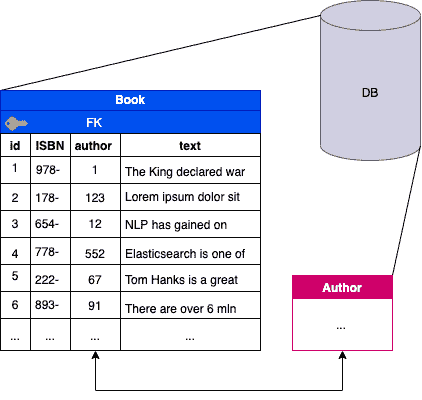 DB
Book
FK
id ISBN author text
1 978- 1 The King declared war
2 178- 123 Lorem ipsum dolor sit
3 654- 12 NLP has gained on
4 778- 552 Elasticsearch is one of
5 222- 67 Tom Hanks is a great
6 893- 91 There are over 6 mln
... ... ... ...
Author
...